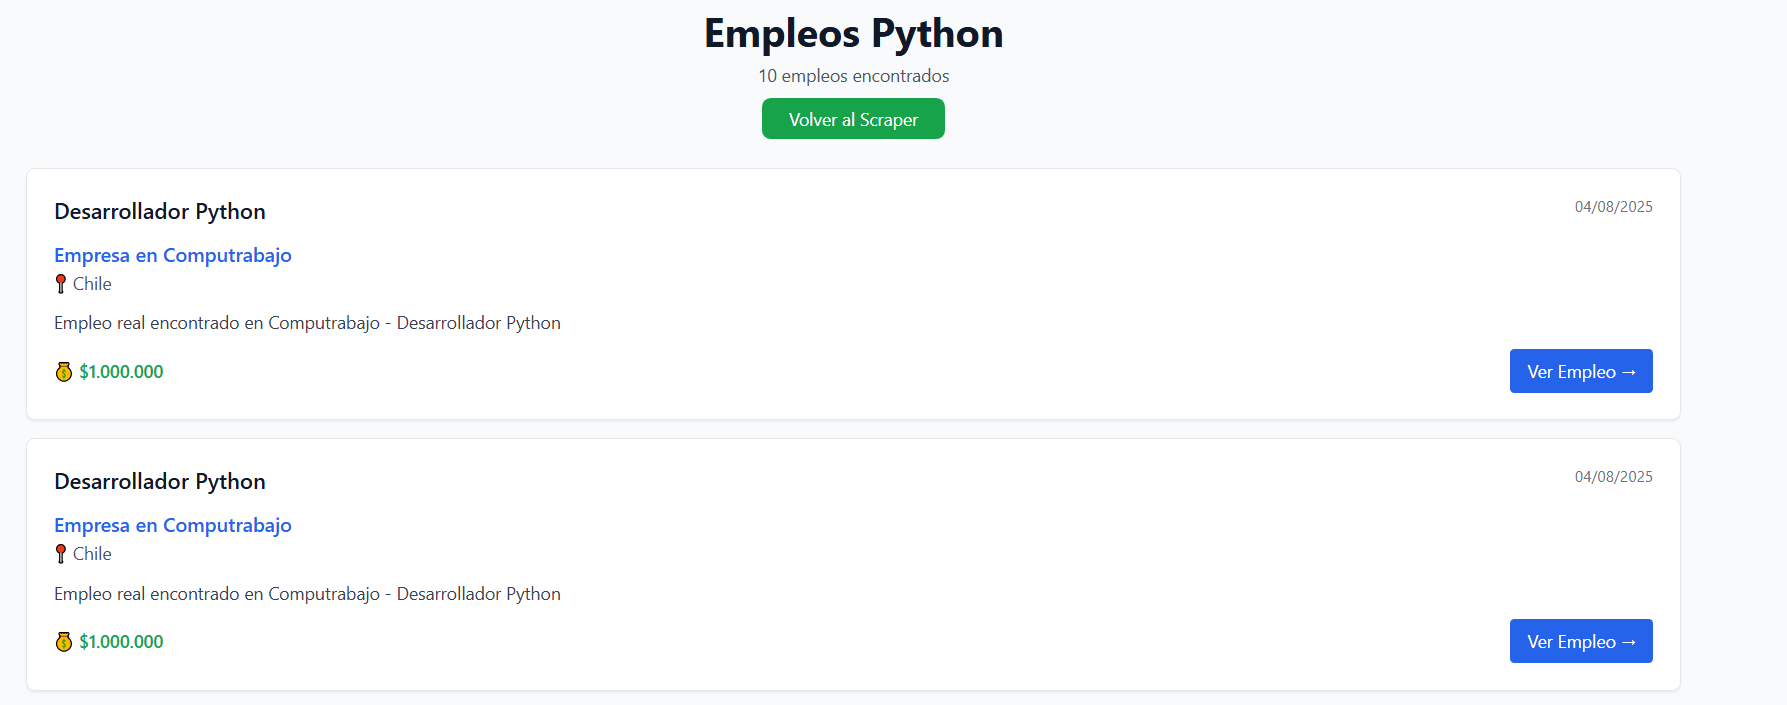 Empleos Python
10 empleos encontrados
Volver al Scraper
Desarrollador Python
04/08/2025
Empresa en Computrabajo
Chile
Empleo real encontrado en Computrabajo - Desarrollador Python
$1.000.000
Ver Empleo →
Desarrollador Python
04/08/2025
Empresa en Computrabajo
Chile
Empleo real encontrado en Computrabajo - Desarrollador Python
$1.000.000
Ver Empleo →